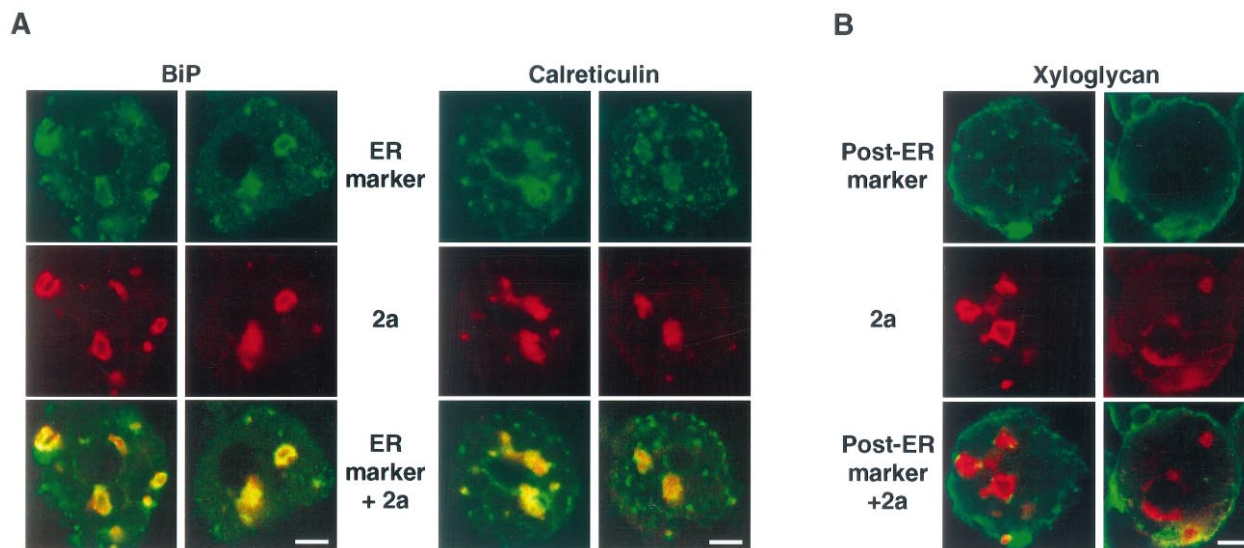 A
B
BiP
Calreticulin
Xyloglycan
ER
marker
Post-ER
marker
2a
2a
ER
marker
+ 2a
Post-ER
marker
+2a